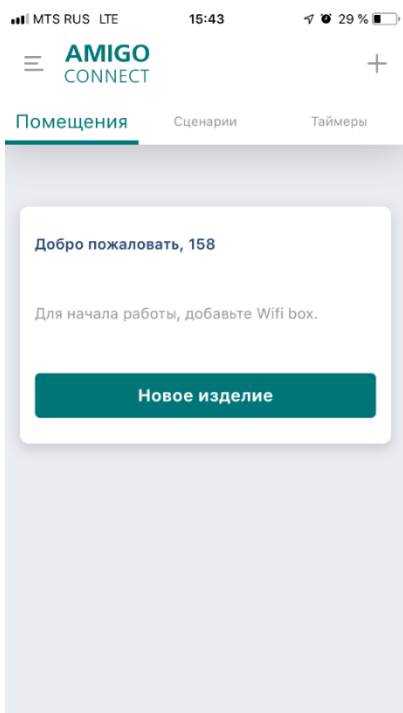 MTS RUS LTE 15:43 29 %
AMIGO
CONNECT
Помещения Сценарии Таймеры
Добро пожаловать, 158
Для начала работы, добавьте Wifi box.
Новое изделие